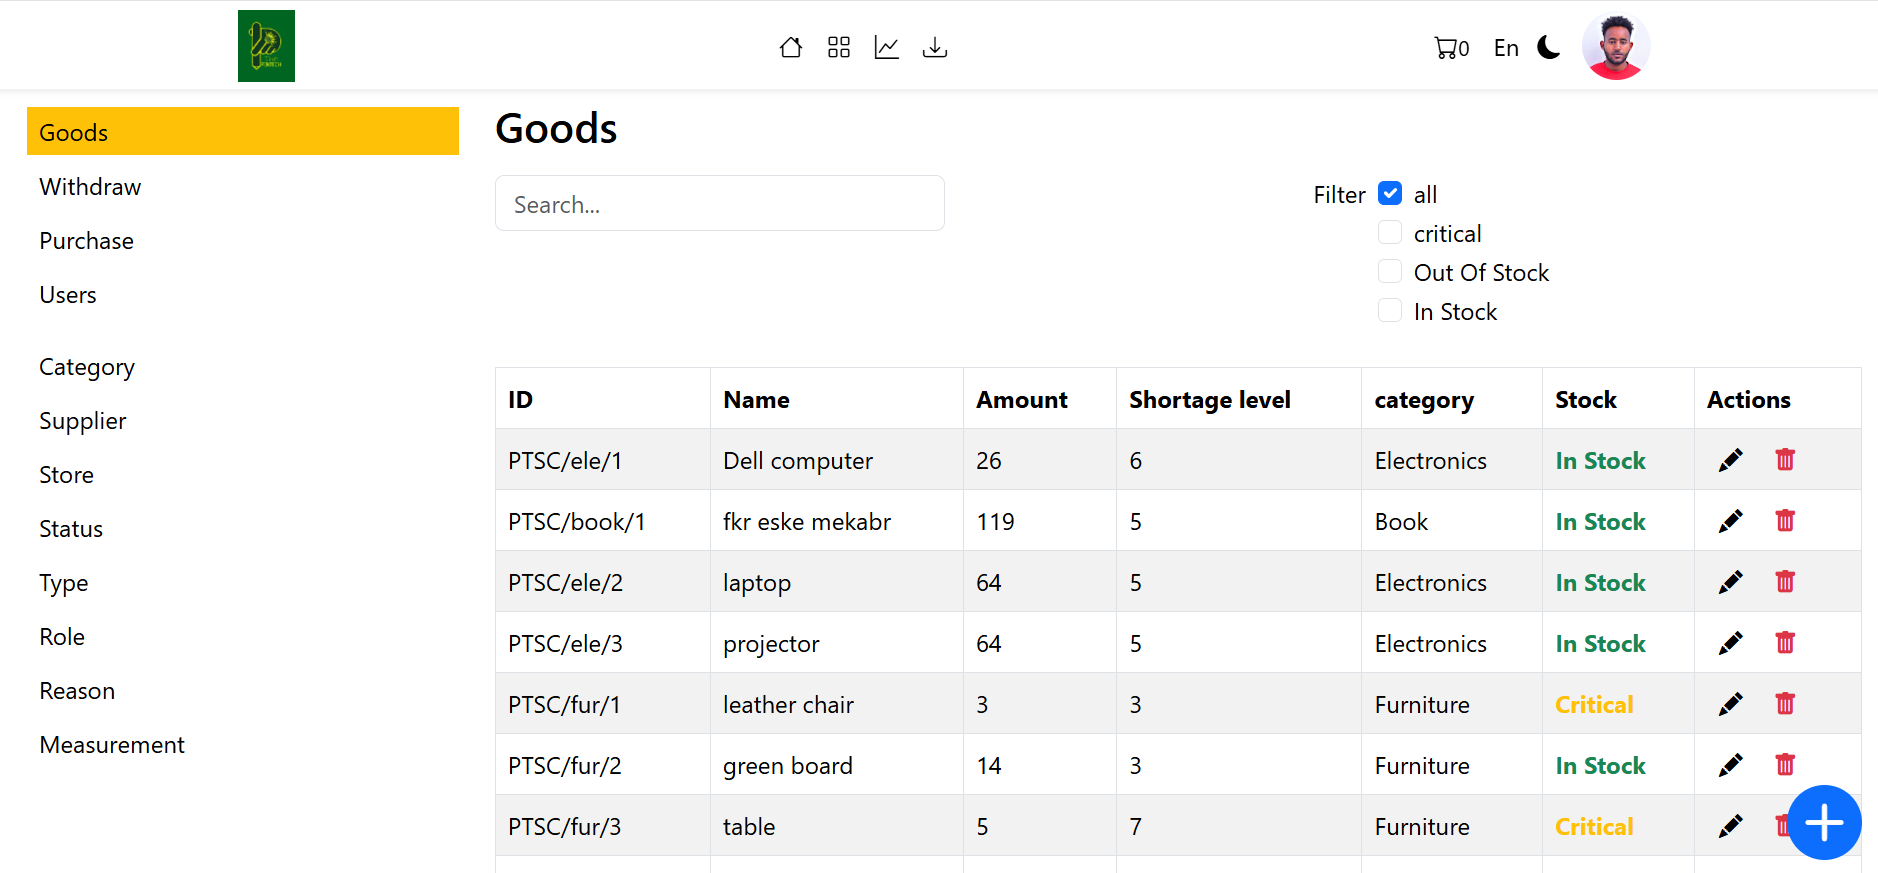 0 En
Goods
Withdraw
Purchase
Users
Category
Supplier
Store
Status
Type
Role
Reason
Measurement
Goods
Search...
Filter all
critical
Out Of Stock
In Stock
ID Name Amount Shortage level category Stock Actions
PTSC/ele/1 Dell computer 26 6 Electronics In Stock
PTSC/book/1 fkr eske mekabr 119 5 Book In Stock
PTSC/ele/2 laptop 64 5 Electronics In Stock
PTSC/ele/3 projector 64 5 Electronics In Stock
PTSC/fur/1 leather chair 3 3 Furniture Critical
PTSC/fur/2 green board 14 3 Furniture In Stock
PTSC/fur/3 table 5 7 Furniture Critical